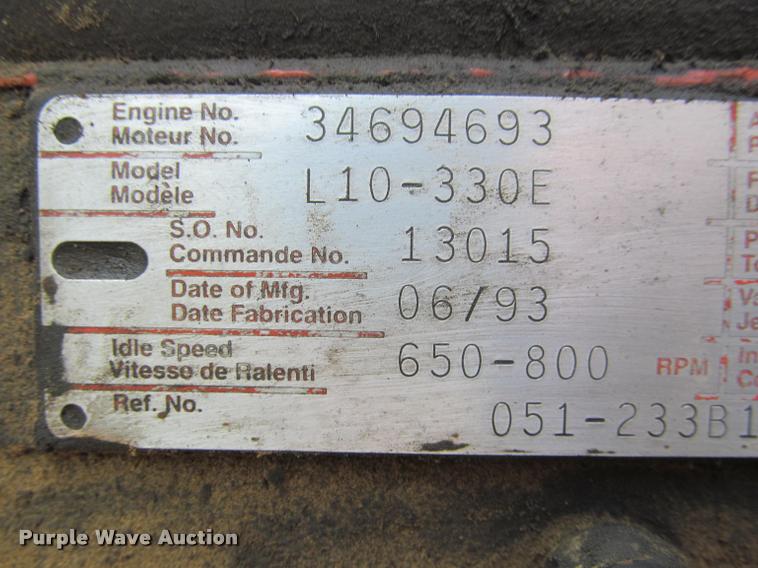 Engine No.
Moteur No. 34694693
Model
Modèle L10-330E
S.O. No.
Commande No. 13015
Date of Mfg.
Date Fabrication 06/93
Idle Speed
Vitesse de Ralenti 650-800 RPM
Ref. No. 051-233B1
Purple Wave Auction